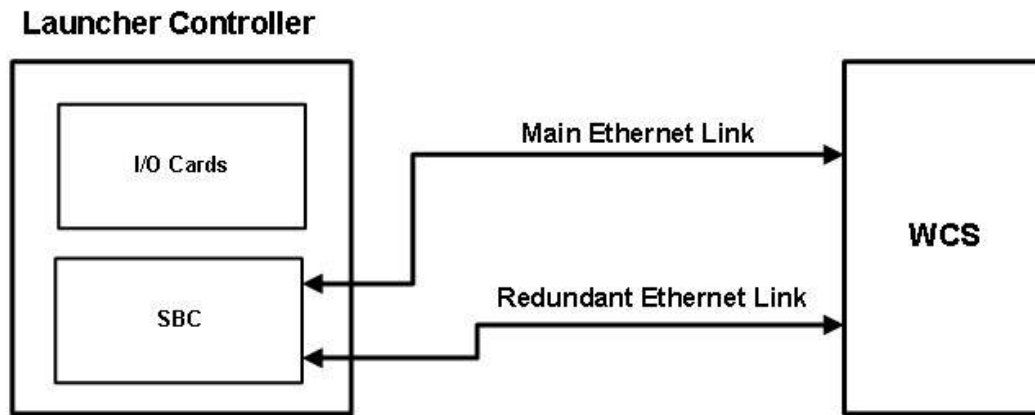 Launcher Controller
I/O Cards
Main Ethernet Link
WCS
Redundant Ethernet Link
SBC